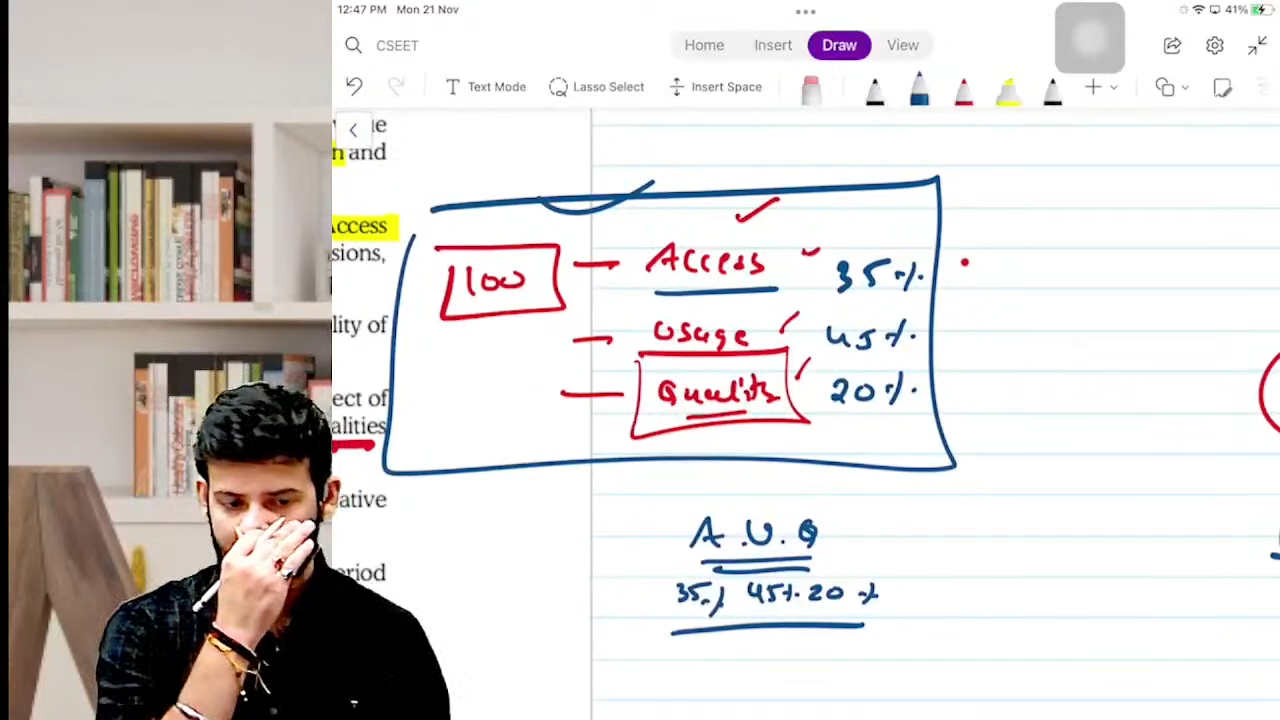 12:47 PM Mon 21 Nov
41%
CSEET
Home Insert Draw View
Text Mode Lasso Select Insert Space
and
Access
sions,
lity of
ect of
alities
ative
eriod
100 — Access 35%
— Usage 45%
— Quality 20%
A.U.Q
35% 45% 20%